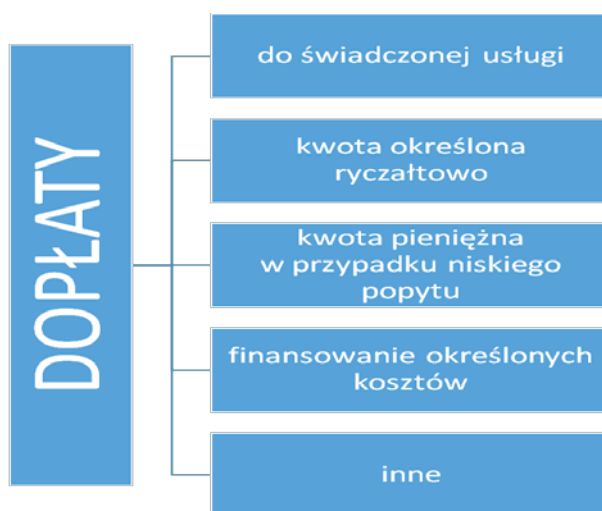 DOPŁATY
do świadczonej usługi
kwota określona
ryczałtowo
kwota pieniężna
w przypadku niskiego
popytu
finansowanie określonych
kosztów
inne